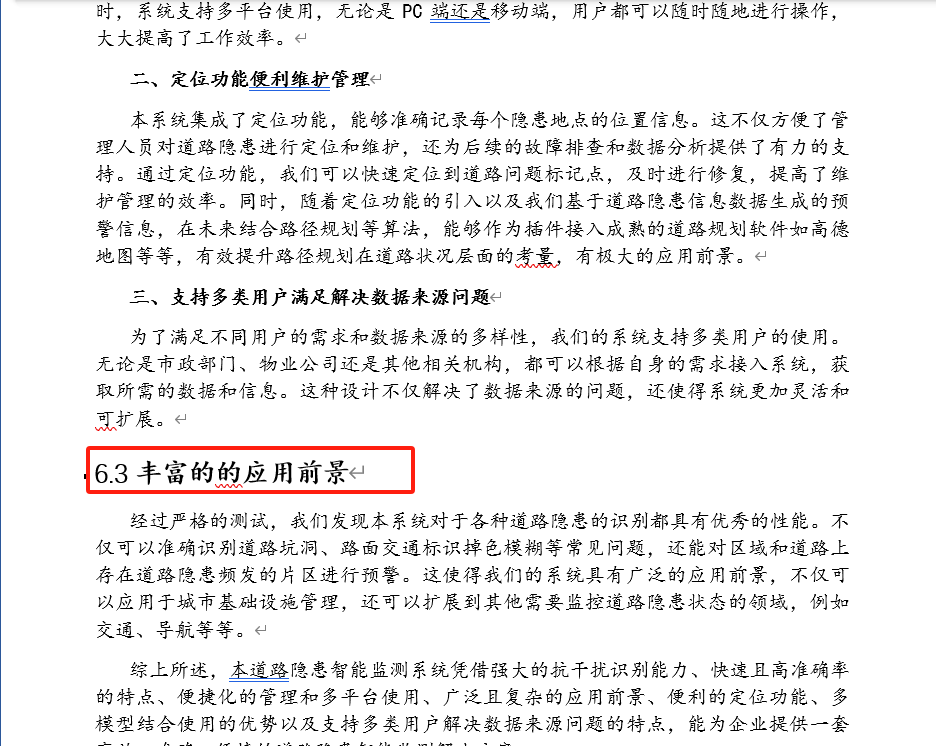 时，系统支持多平台使用，无论是 PC 端还是移动端，用户都可以随时随地进行操作，
大大提高了工作效率。
二、定位功能便利维护管理
本系统集成了定位功能，能够准确记录每个隐患地点的位置信息。这不仅方便了管
理人员对道路隐患进行定位和维护，还为后续的故障排查和数据分析提供了有力的支
持。通过定位功能，我们可以快速定位到道路问题标记点，及时进行修复，提高了维
护管理的效率。同时，随着定位功能的引入以及我们基于道路隐患信息数据生成的预
警信息，在未来结合路径规划等算法，能够作为插件接入成熟的道路规划软件如高德
地图等等，有效提升路径规划在道路状况层面的考量，有极大的应用前景。
三、支持多类用户满足解决数据来源问题
为了满足不同用户的需求和数据来源的多样性，我们的系统支持多类用户的使用。
无论是市政部门、物业公司还是其他相关机构，都可以根据自身的需求接入系统，获
取所需的数据和信息。这种设计不仅解决了数据来源的问题，还使得系统更加灵活和
可扩展。
6.3 丰富的的应用前景
经过严格的测试，我们发现本系统对于各种道路隐患的识别都具有优秀的性能。不
仅可以准确识别道路坑洞、路面交通标识掉色模糊等常见问题，还能对区域和道路上
存在道路隐患频发的片区进行预警。这使得我们的系统具有广泛的应用前景，不仅可
以应用于城市基础设施管理，还可以扩展到其他需要监控道路隐患状态的领域，例如
交通、导航等等。
综上所述，本道路隐患智能监测系统凭借强大的抗干扰识别能力、快速且高准确率
的特点、便捷化的管理和多平台使用、广泛且复杂的应用前景、便利的定位功能、多
模型结合使用的优势以及支持多类用户解决数据来源问题的特点，能为企业提供一套